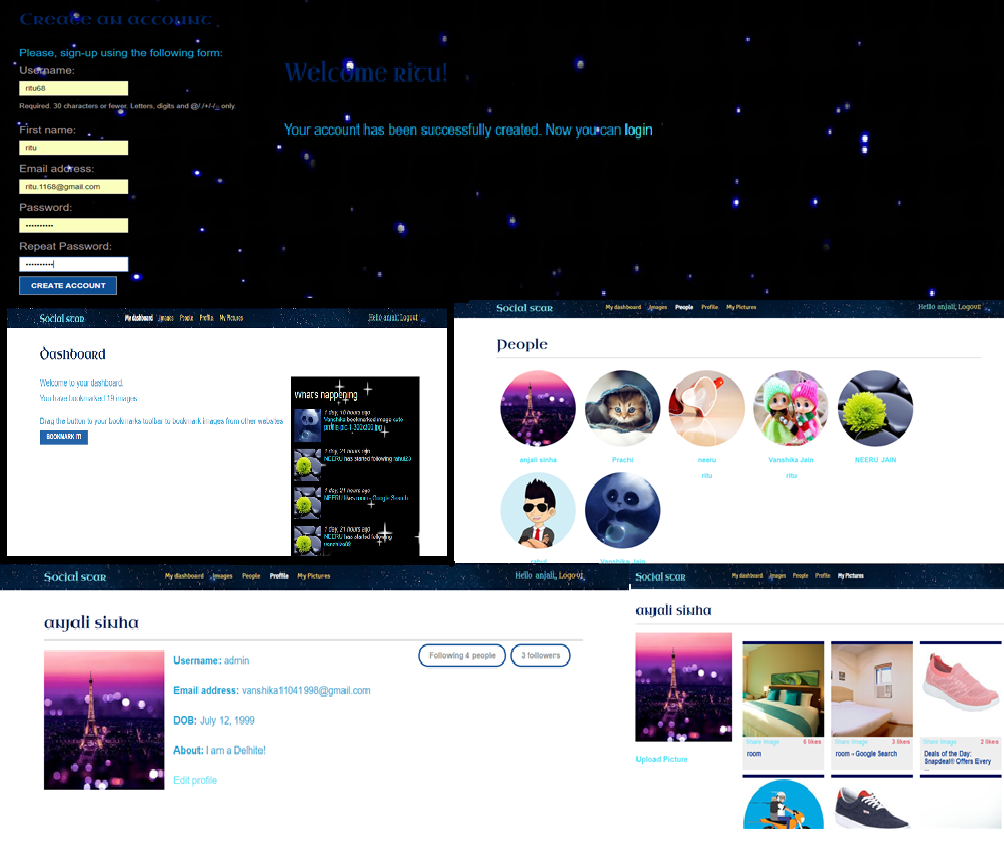 Create an account
Please, sign-up using the following form:
Username:
ritu68
Required. 30 characters or fewer. Letters, digits and @/./+/-/_ only.
First name:
ritu
Email address:
ritu.1168@gmail.com
Password:
••••••••••
Repeat Password:
••••••••••
CREATE ACCOUNT
Welcome ritu!
Your account has been successfully created. Now you can login
Social star My dashboard Images People Profile My Pictures Hello anjali, Logout
Dashboard
Welcome to your dashboard.
You have bookmarked 19 images.
Drag the button to your bookmarks toolbar to bookmark images from other websites
BOOKMARK IT!
What's happening
1 day, 10 hours ago
Vanshika bookmarked image cute
profile pic 1 300x300.jpg
1 day, 21 hours ago
NEERU has started following rahul23
1 day, 21 hours ago
NEERU likes room - Google Search
1 day, 21 hours ago
NEERU has started following
Social star My dashboard Images People Profile My Pictures Hello anjali, Logout
People
anjali sinha Prachi neeru Vanshika Jain NEERU JAIN
ritu ritu
rahul Vanshika Jain
Social star My dashboard Images People Profile My Pictures Hello anjali, Logout
anjali sinha
Following 4 people 3 followers
Username: admin
Email address: vanshika11041998@gmail.com
DOB: July 12, 1999
About: I am a Delhite!
Edit profile
Social star My dashboard Images People Profile My Pictures
anjali sinha
Upload Picture
Share Image 6 likes
room
Share Image 3 likes
room - Google Search
Share Image 2 likes
Deals of the Day:
Snapdeal® Offers Every
...